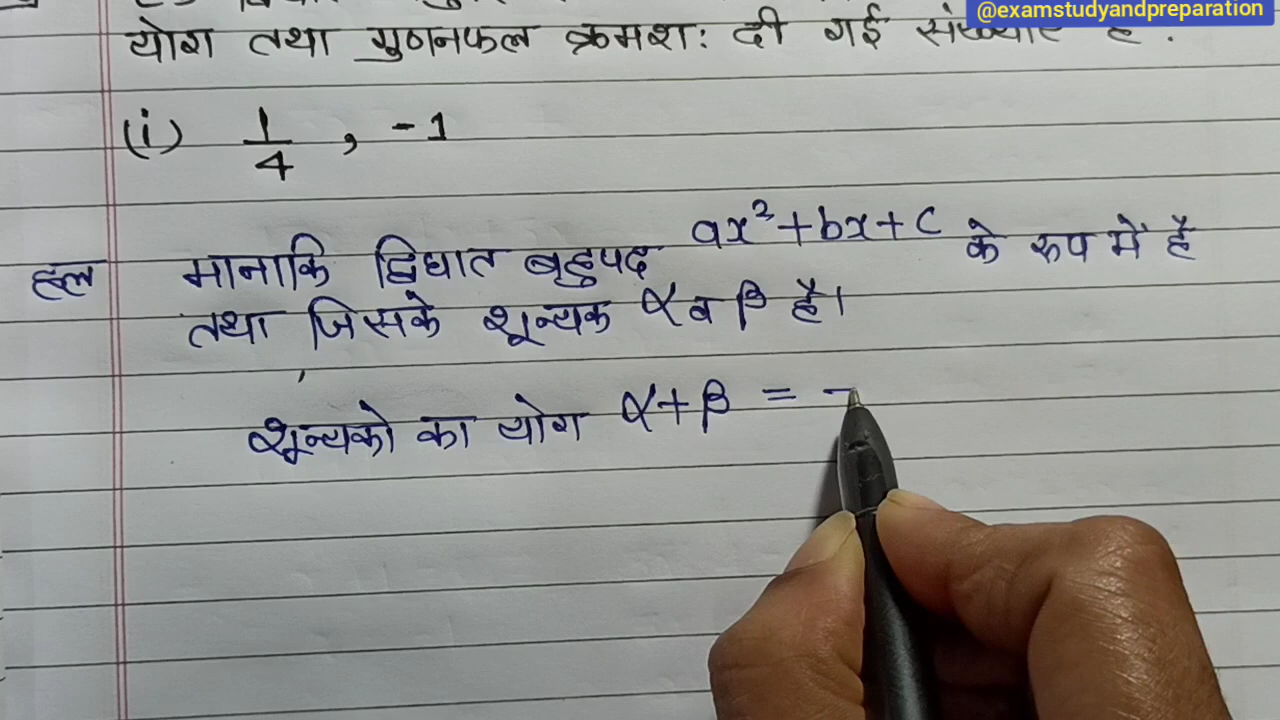 @examstudyandpreparation
योग तथा गुणनफल क्रमशः दी गई संख्याएँ है .
(i) 1/4 , -1
हल मानाकि द्विघात बहुपद ax²+bx+c के रूप में है
तथा जिसके शून्यक α व β है।
शून्यको का योग α+β = -